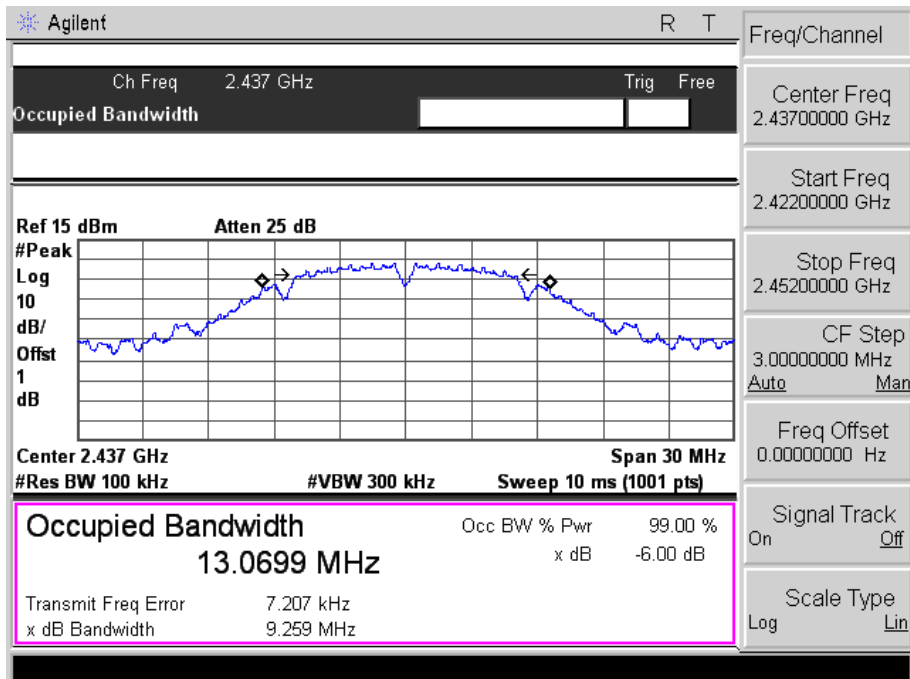 Agilent R T
Freq/Channel
Ch Freq 2.437 GHz Trig Free
Occupied Bandwidth
Center Freq
2.43700000 GHz
Start Freq
2.42200000 GHz
Stop Freq
2.45200000 GHz
CF Step
3.00000000 MHz
Auto Man
Freq Offset
0.00000000 Hz
Signal Track
On Off
Scale Type
Log Lin
Ref 15 dBm Atten 25 dB
#Peak
Log
10
dB/
Offst
1
dB
Center 2.437 GHz Span 30 MHz
#Res BW 100 kHz #VBW 300 kHz Sweep 10 ms (1001 pts)
Occupied Bandwidth Occ BW % Pwr 99.00 %
13.0699 MHz x dB -6.00 dB
Transmit Freq Error 7.207 kHz
x dB Bandwidth 9.259 MHz